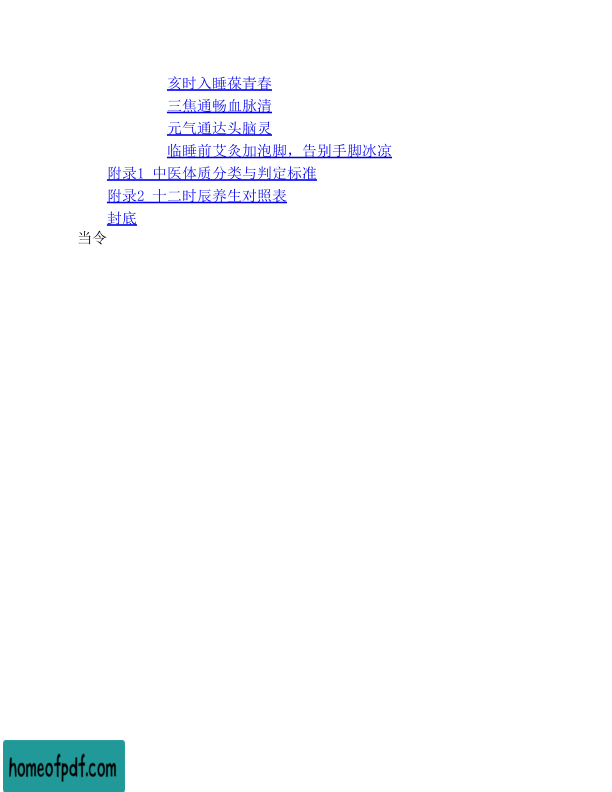 亥时入睡葆青春
三焦通畅血脉清
元气通达头脑灵
临睡前艾灸加泡脚，告别手脚冰凉
附录1 中医体质分类与判定标准
附录2 十二时辰养生对照表
封底
当令
homeofpdf.com